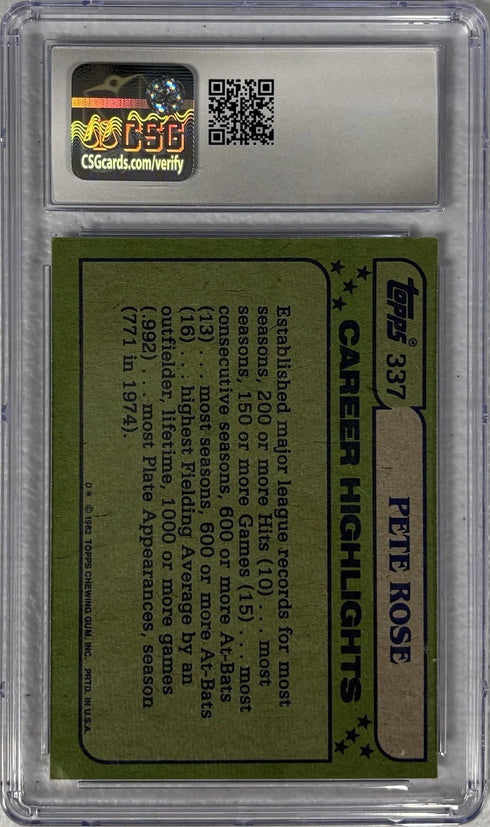 CSG
CSGcards.com/verify
topps® 337
PETE ROSE
CAREER HIGHLIGHTS
Established major league records for most
seasons, 200 or more Hits (10) . . . most
seasons, 150 or more Games (15) . . . most
consecutive seasons, 600 or more At-Bats
(13) . . . most seasons, 600 or more At-Bats
(16) . . . highest Fielding Average by an
outfielder, lifetime, 1000 or more games
(.992) . . . most Plate Appearances, season
(771 in 1974).
D* © 1982 TOPPS CHEWING GUM, INC. PRTD. IN U.S.A.